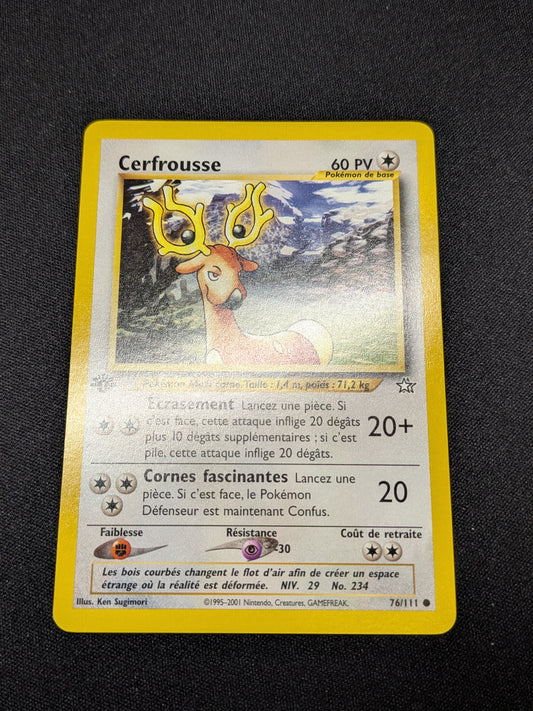 Cerfrousse 60 PV
Pokémon de base
Pokémon Maxi corne. Taille : 1,4 m, poids : 71,2 kg
Écrasement Lancez une pièce. Si
c'est face, cette attaque inflige 20 dégâts
plus 10 dégâts supplémentaires ; si c'est
pile, cette attaque inflige 20 dégâts.
20+
Cornes fascinantes Lancez une
pièce. Si c'est face, le Pokémon
Défenseur est maintenant Confus.
20
Faiblesse Résistance Coût de retraite
-30
Les bois courbés changent le flot d'air afin de créer un espace
étrange où la réalité est déformée. NIV. 29 No. 234
Illus. Ken Sugimori ©1995-2001 Nintendo, Creatures, GAMEFREAK. 76/111